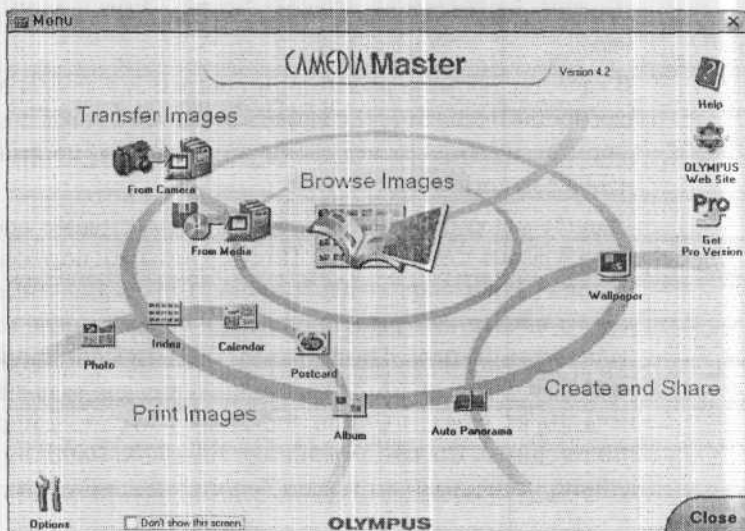 Menu
CAMEDIA Master
Version 4.2
Help
OLYMPUS
Web Site
Pro
Get
Pro Version
Transfer Images
From Camera
From Media
Browse Images
Wallpaper
Photo
Index
Calendar
Postcard
Album
Auto Panorama
Print Images
Create and Share
Options
Don't show this screen
OLYMPUS
Close